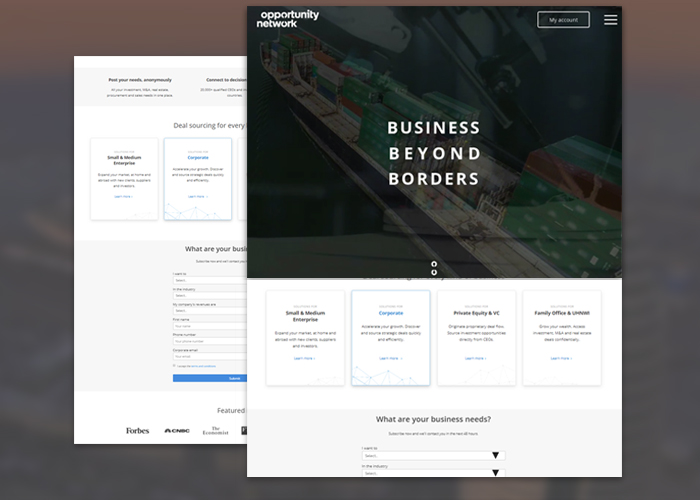 opportunity
network
My account
BUSINESS
BEYOND
BORDERS
SOLUTIONS FOR
Small & Medium
Enterprise
Expand your market, at home and
abroad with new clients, suppliers
and investors.
Learn more >
SOLUTIONS FOR
Corporate
Accelerate your growth. Discover
and source strategic deals quickly
and efficiently.
Learn more >
SOLUTIONS FOR
Private Equity & VC
Originate proprietary deal flow.
Source investment opportunities
directly from CEOs.
Learn more >
SOLUTIONS FOR
Family Office & UHNWI
Grow your wealth. Access
investment, M&A and real estate
deals confidentially.
Learn more >
What are your business needs?
Subscribe now and we'll contact you in the next 48 hours.
I want to
Select...
In the industry
Select...
Post your needs, anonymously
All your investment, M&A, real estate,
procurement and sales needs in one place.
Connect to decision
countries.
Deal sourcing for every
SOLUTIONS FOR
Small & Medium
Enterprise
Expand your market, at home and
abroad with new clients, suppliers
and investors.
Learn more >
SOLUTIONS FOR
Corporate
Accelerate your growth. Discover
and source strategic deals quickly
and efficiently.
Learn more >
What are your busi
Subscribe now and we'll contact you
I want to
Select...
In the industry
Select...
My company's revenues are
Select...
First name
Your name
Phone number
Your phone number
Corporate email
Your email
I accept the terms and conditions
Submit
Featured
Forbes
CNBC
The
Economist